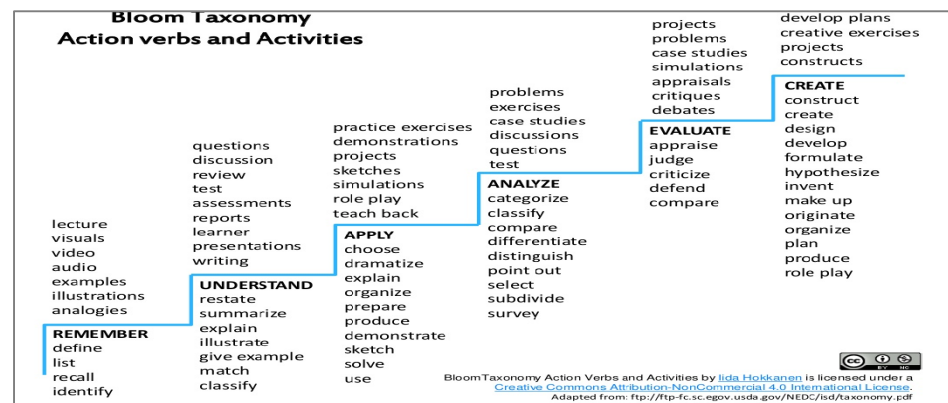 Bloom Taxonomy
Action verbs and Activities
lecture
visuals
video
audio
examples
illustrations
analogies
REMEMBER
define
list
recall
identify
questions
discussion
review
test
assessments
reports
learner
presentations
writing
UNDERSTAND
restate
summarize
explain
illustrate
give example
match
classify
practice exercises
demonstrations
projects
sketches
simulations
role play
teach back
APPLY
choose
dramatize
explain
organize
prepare
produce
demonstrate
sketch
solve
use
problems
exercises
case studies
discussions
questions
test
ANALYZE
categorize
classify
compare
differentiate
distinguish
point out
select
subdivide
survey
projects
problems
case studies
simulations
appraisals
critiques
debates
EVALUATE
appraise
judge
criticize
defend
compare
develop plans
creative exercises
projects
constructs
CREATE
construct
create
design
develop
formulate
hypothesize
invent
make up
originate
organize
plan
produce
role play
cc
BY NC
BloomTaxonomy Action Verbs and Activities by Iida Hokkanen is licensed under a
Creative Commons Attribution-NonCommercial 4.0 International License.
Adapted from: ftp://ftp-fc.sc.egov.usda.gov/NEDC/isd/taxonomy.pdf